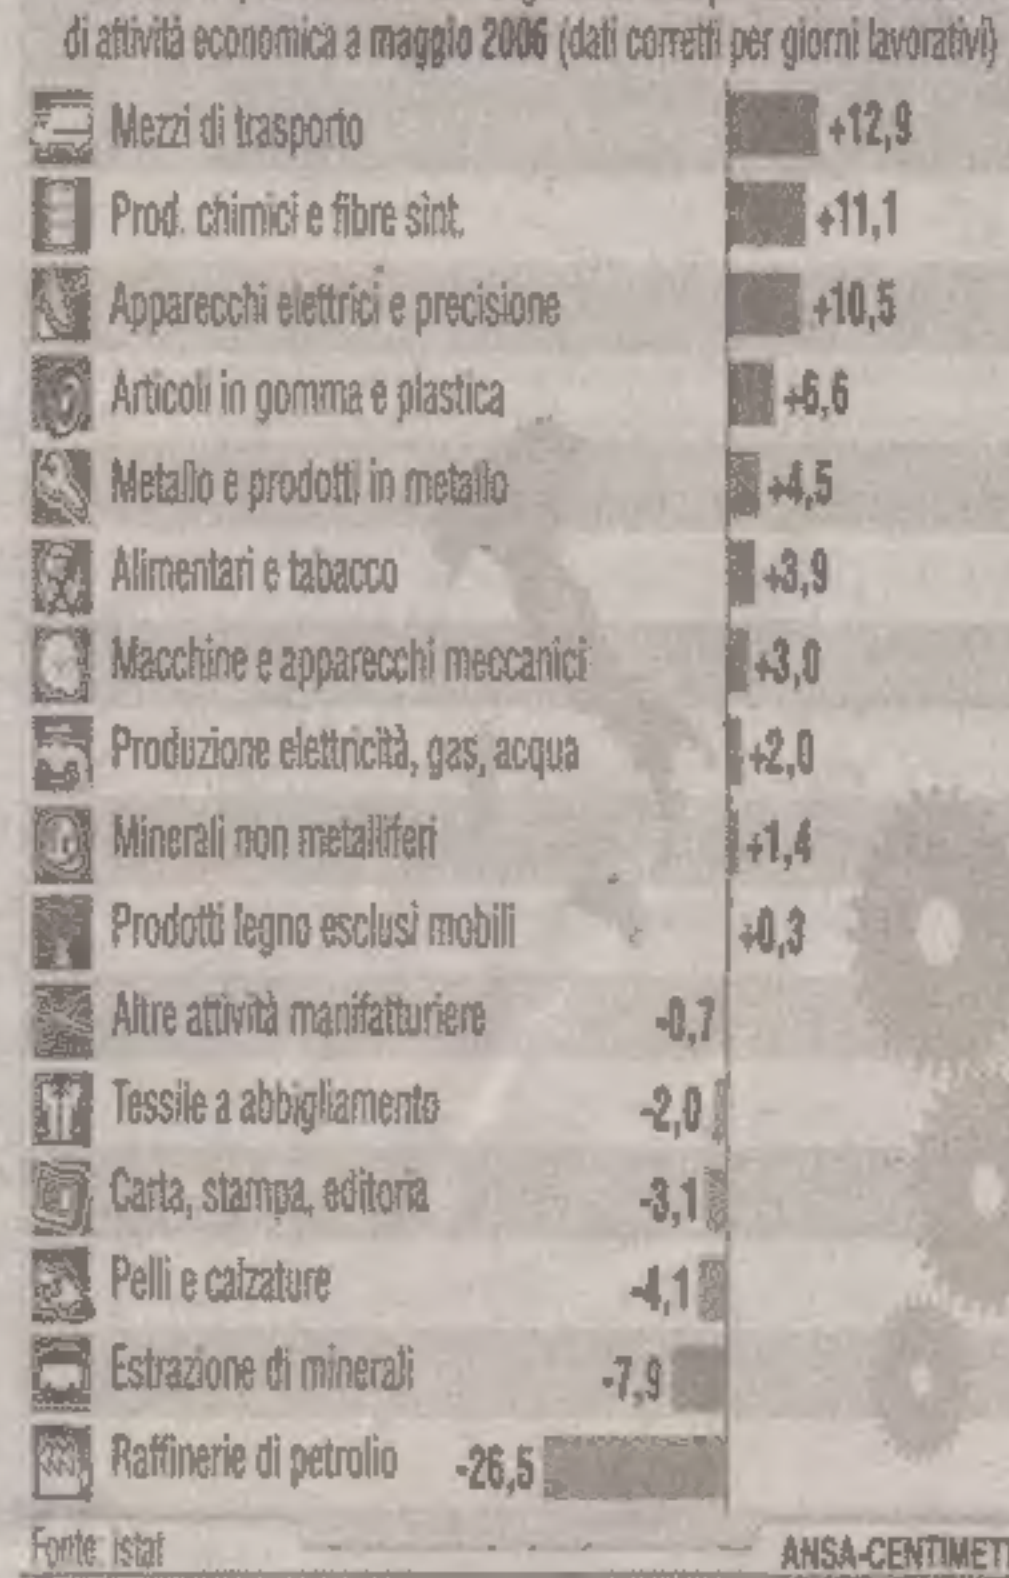 di attività economica a maggio 2006 (dati corretti per giorni lavorativi)
Mezzi di trasporto +12,9
Prod. chimici e fibre sint. +11,1
Apparecchi elettrici e precisione +10,5
Articoli in gomma e plastica +6,6
Metallo e prodotti in metallo +4,5
Alimentari e tabacco +3,9
Macchine e apparecchi meccanici +3,0
Produzione elettricità, gas, acqua +2,0
Minerali non metalliferi +1,4
Prodotti legno esclusi mobili +0,3
Altre attività manifatturiere -0,7
Tessile a abbigliamento -2,0
Carta, stampa, editoria -3,1
Pelli e calzature -4,1
Estrazione di minerali -7,9
Raffinerie di petrolio -26,5
Fonte: Istat ANSA-CENTIMET